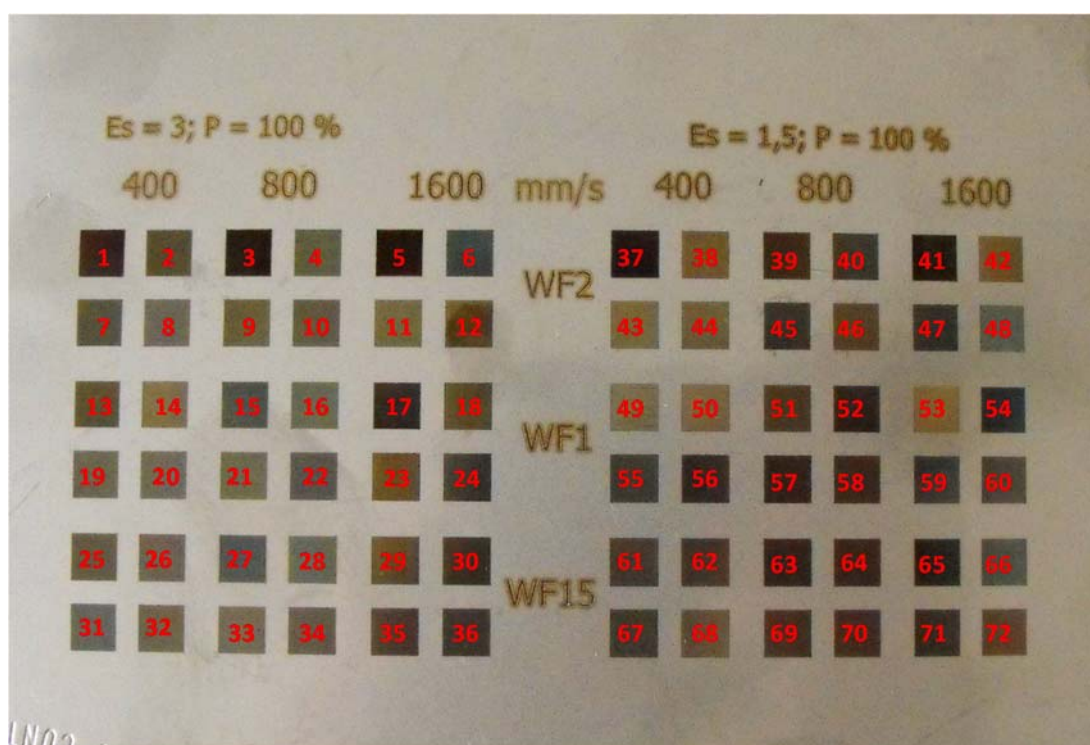 Es = 3; P = 100 %
Es = 1,5; P = 100 %
400 800 1600 mm/s 400 800 1600
1 2 3 4 5 6 37 38 39 40 41 42
WF2
7 8 9 10 11 12 43 44 45 46 47 48
13 14 15 16 17 18 49 50 51 52 53 54
WF1
19 20 21 22 23 24 55 56 57 58 59 60
25 26 27 28 29 30 61 62 63 64 65 66
WF15
31 32 33 34 35 36 67 68 69 70 71 72